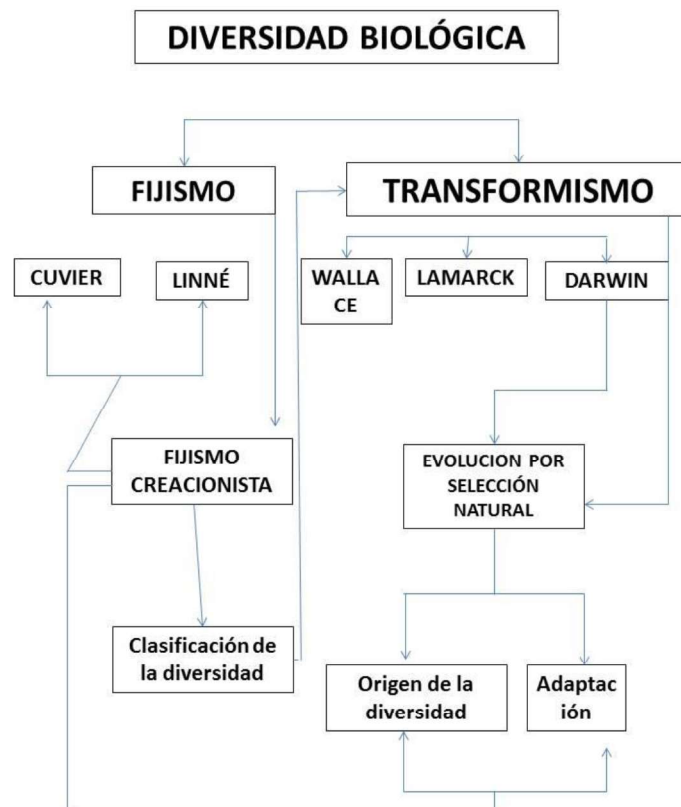 DIVERSIDAD BIOLÓGICA
FIJISMO
TRANSFORMISMO
CUVIER
LINNÉ
WALLA
CE
LAMARCK
DARWIN
FIJISMO
CREACIONISTA
EVOLUCION POR
SELECCIÓN
NATURAL
Clasificación de
la diversidad
Origen de la
diversidad
Adaptac
ión